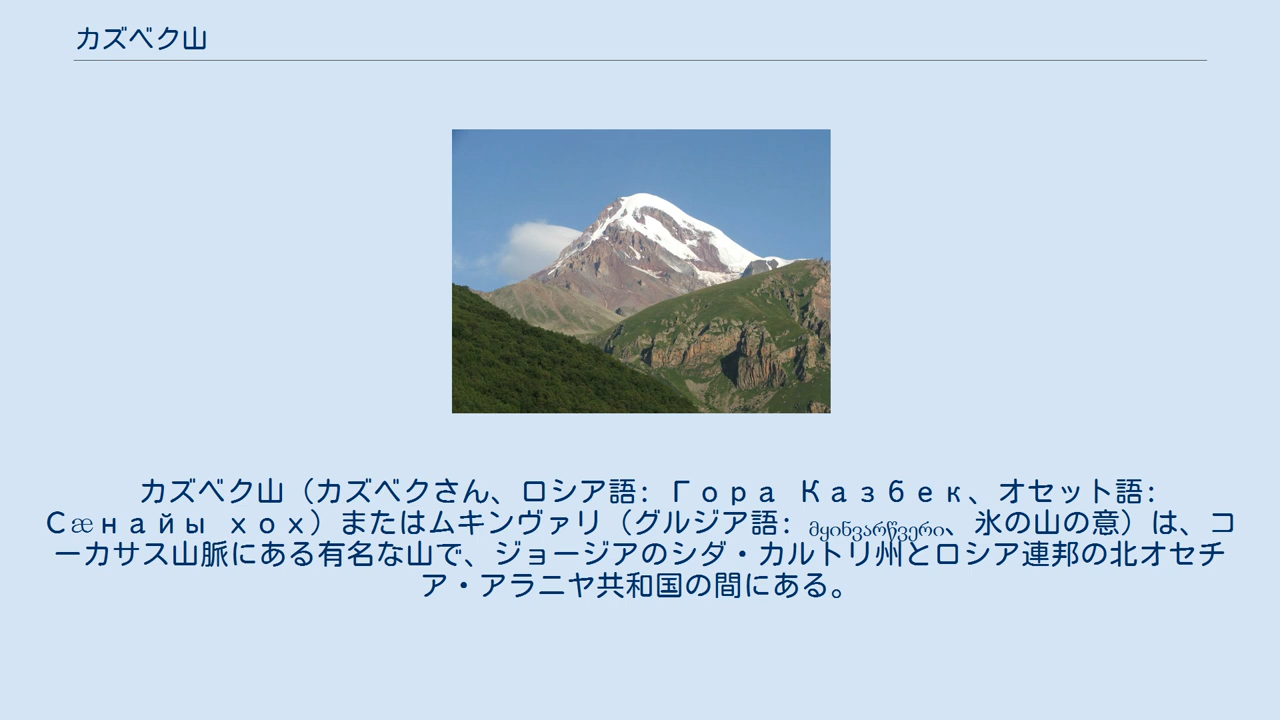 カズベク山
カズベク山（カズベクさん、ロシア語: Гора Казбек、オセット語:
Сæнайы хох）またはムキンヴァリ（グルジア語: მყინვარწვერი、氷の山の意）は、コ
ーカサス山脈にある有名な山で、ジョージアのシダ・カルトリ州とロシア連邦の北オセチ
ア・アラニヤ共和国の間にある。